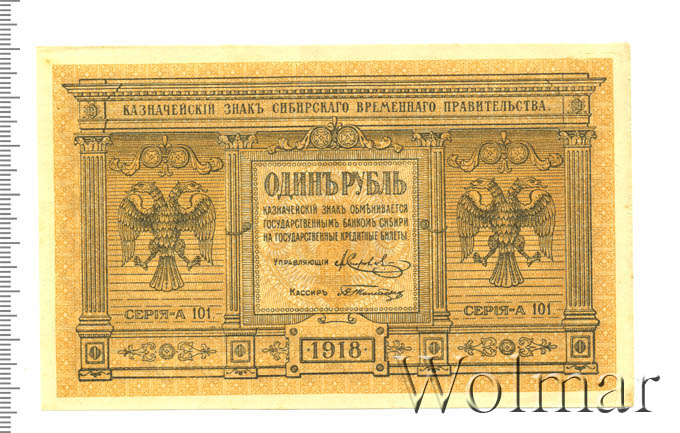 КАЗНАЧЕЙСКІЙ ЗНАКЪ СИБИРСКАГО ВРЕМЕННАГО ПРАВИТЕЛЬСТВА.
ОДИНЪ РУБЛЬ
КАЗНАЧЕЙСКІЙ ЗНАК ОБМѢНИВАЕТСЯ
ГОСУДАРСТВЕННЫМЪ БАНКОМЪ СИБИРИ
НА ГОСУДАРСТВЕННЫЕ КРЕДИТНЫЕ БИЛЕТЫ.
УПРАВЛЯЮЩІЙ
КАССИРЪ
СЕРІЯ-А 101.
СЕРІЯ-А 101.
1918
Wolmar